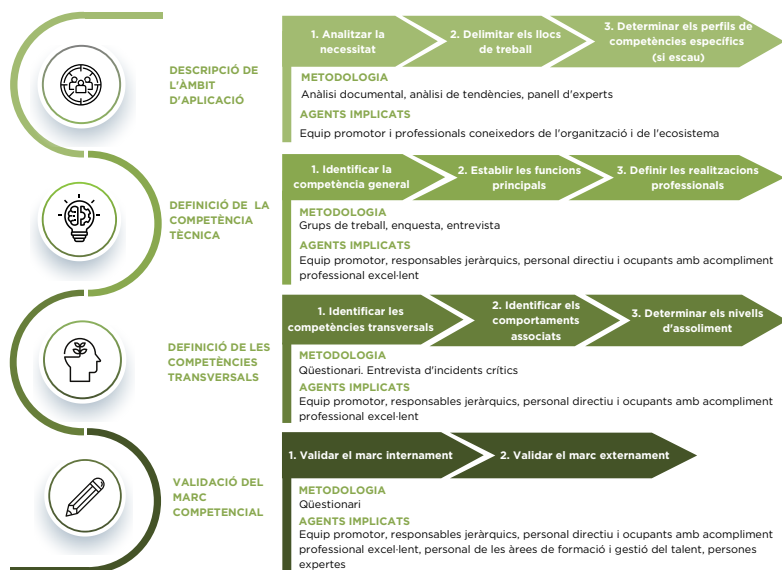 DESCRIPCIÓ DE
L'ÀMBIT
D'APLICACIÓ
1. Analitzar la
necessitat
2. Delimitar els llocs
de treball
3. Determinar els perfils de
competències específics
(si escau)
METODOLOGIA
Anàlisi documental, anàlisi de tendències, panell d'experts
AGENTS IMPLICATS
Equip promotor i professionals coneixedors de l'organització i de l'ecosistema
DEFINICIÓ DE LA
COMPETÈNCIA
TÈCNICA
1. Identificar la
competència general
2. Establir les funcions
principals
3. Definir les realitzacions
professionals
METODOLOGIA
Grups de treball, enquesta, entrevista
AGENTS IMPLICATS
Equip promotor, responsables jeràrquics, personal directiu i ocupants amb acompliment
professional excel·lent
DEFINICIÓ DE LES
COMPETÈNCIES
TRANSVERSALS
1. Identificar les
competències transversals
2. Identificar els
comportaments
associats
3. Determinar els nivells
d'assoliment
METODOLOGIA
Qüestionari. Entrevista d'incidents crítics
AGENTS IMPLICATS
Equip promotor, responsables jeràrquics, personal directiu i ocupants amb acompliment
professional excel·lent
VALIDACIÓ DEL
MARC
COMPETENCIAL
1. Validar el marc internament
2. Validar el marc externament
METODOLOGIA
Qüestionari
AGENTS IMPLICATS
Equip promotor, responsables jeràrquics, personal directiu i ocupants amb acompliment
professional excel·lent, personal de les àrees de formació i gestió del talent, persones
expertes